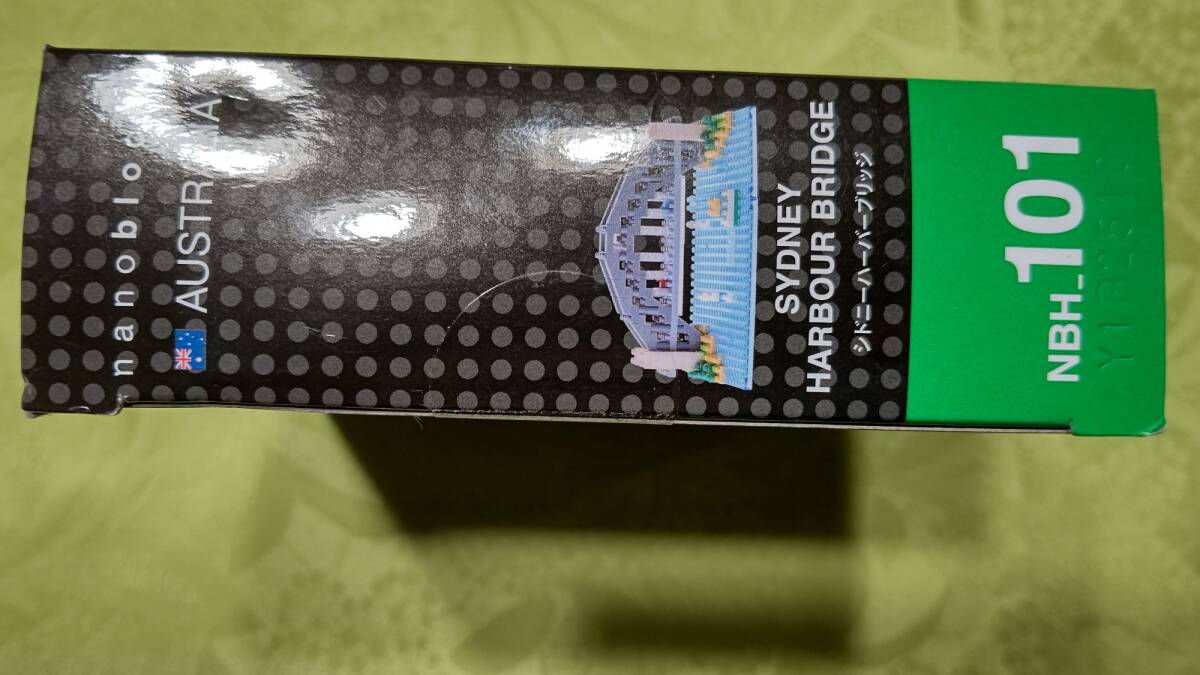 nanoblo
AUSTR A
SYDNEY
HARBOUR BRIDGE
シドニーハーバーブリッジ
NBH_101